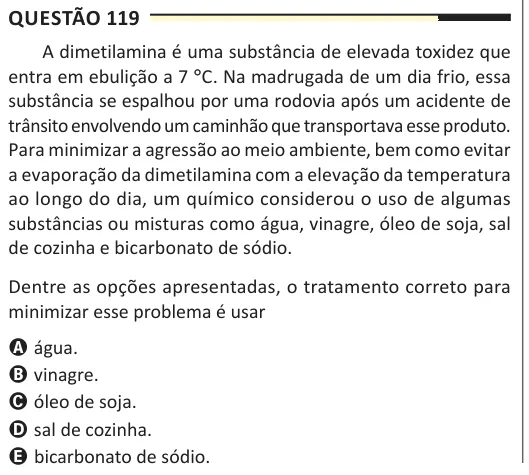 QUESTÃO 119
A dimetilamina é uma substância de elevada toxidez que
entra em ebulição a 7 °C. Na madrugada de um dia frio, essa
substância se espalhou por uma rodovia após um acidente de
trânsito envolvendo um caminhão que transportava esse produto.
Para minimizar a agressão ao meio ambiente, bem como evitar
a evaporação da dimetilamina com a elevação da temperatura
ao longo do dia, um químico considerou o uso de algumas
substâncias ou misturas como água, vinagre, óleo de soja, sal
de cozinha e bicarbonato de sódio.
Dentre as opções apresentadas, o tratamento correto para
minimizar esse problema é usar
A água.
B vinagre.
C óleo de soja.
D sal de cozinha.
E bicarbonato de sódio.